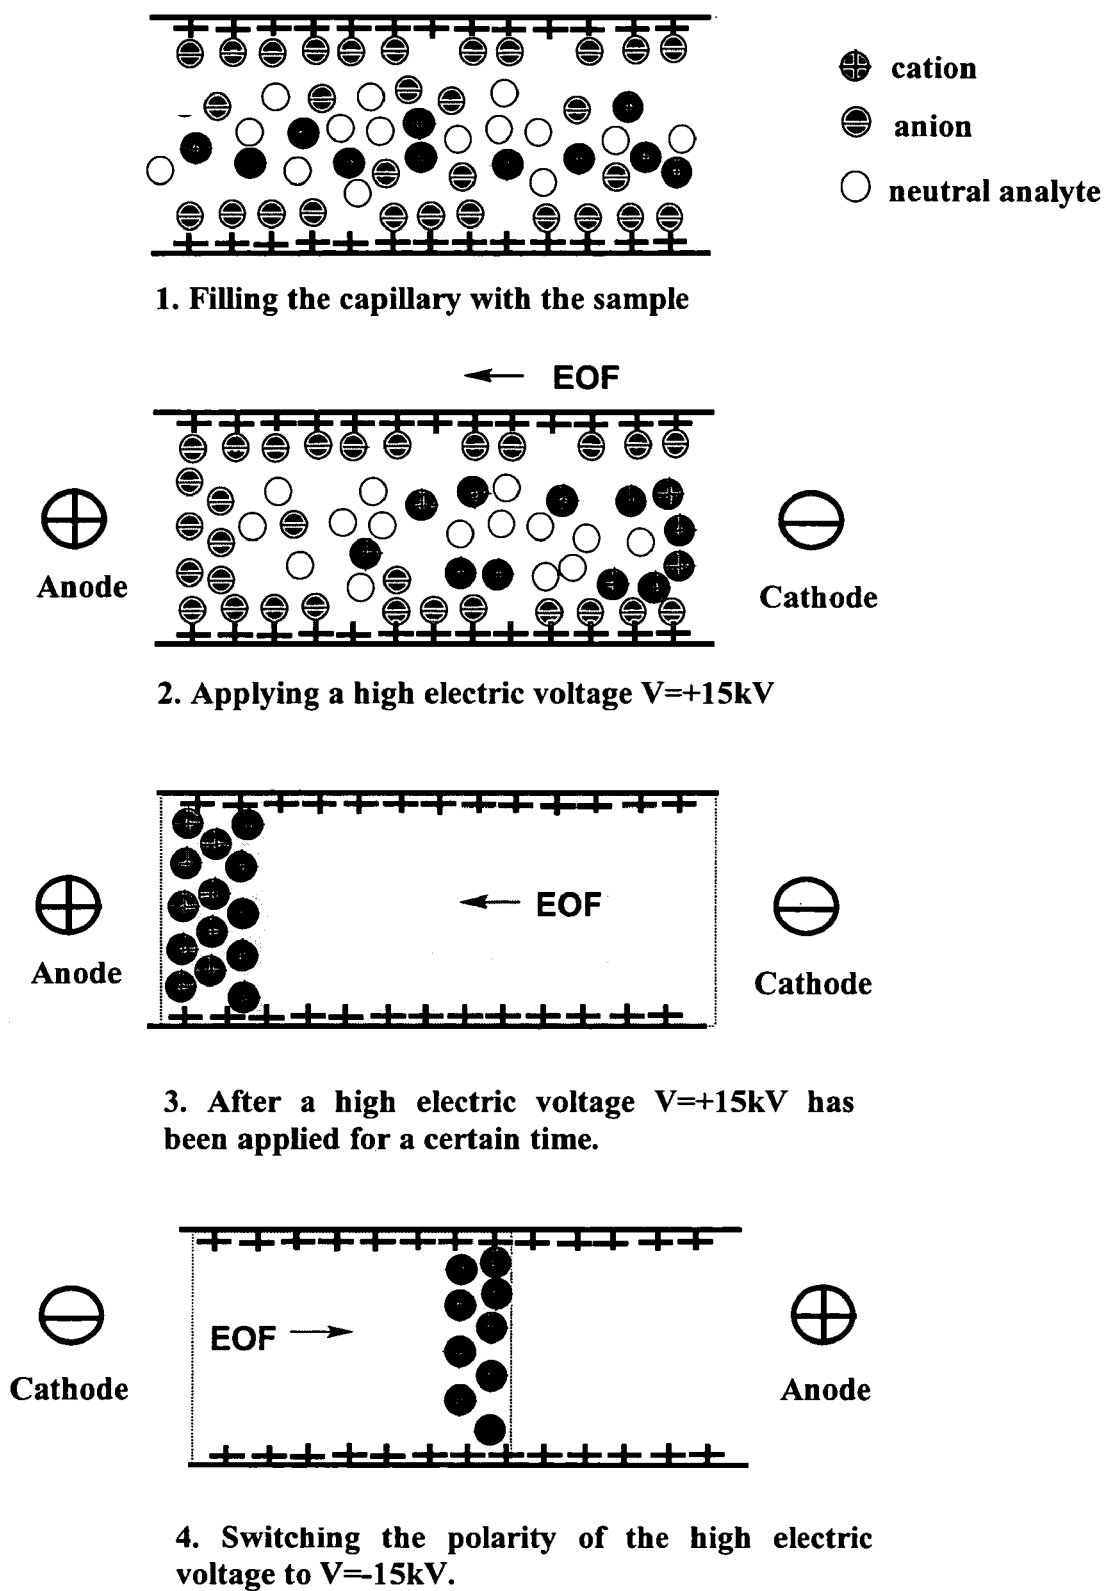 cation
anion
neutral analyte
1. Filling the capillary with the sample
EOF
Anode
Cathode
2. Applying a high electric voltage V=+15kV
EOF
Anode
Cathode
3. After a high electric voltage V=+15kV has
been applied for a certain time.
EOF
Cathode
Anode
4. Switching the polarity of the high electric
voltage to V=-15kV.